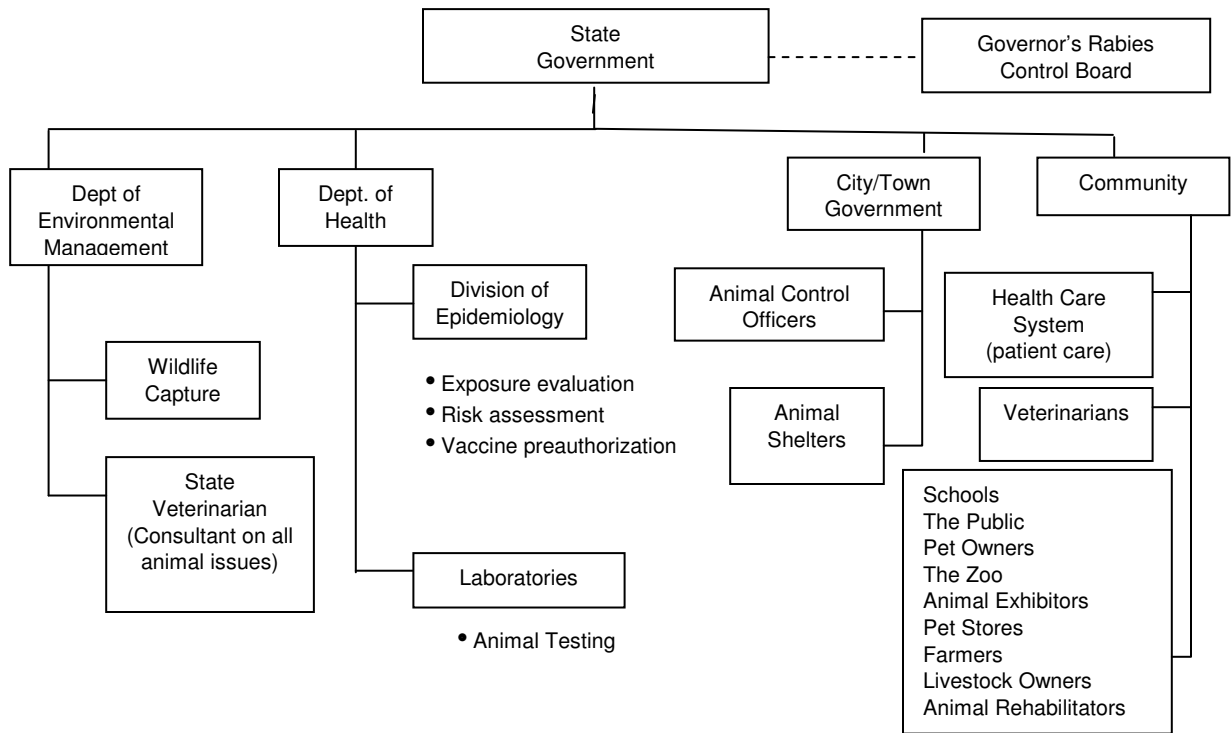 State
Government
Governor's Rabies
Control Board
Dept of
Environmental
Management
Dept. of
Health
City/Town
Government
Community
Division of
Epidemiology
• Exposure evaluation
• Risk assessment
• Vaccine preauthorization
Animal Control
Officers
Health Care
System
(patient care)
Wildlife
Capture
Animal
Shelters
Veterinarians
State
Veterinarian
(Consultant on all
animal issues)
Laboratories
• Animal Testing
Schools
The Public
Pet Owners
The Zoo
Animal Exhibitors
Pet Stores
Farmers
Livestock Owners
Animal Rehabilitators